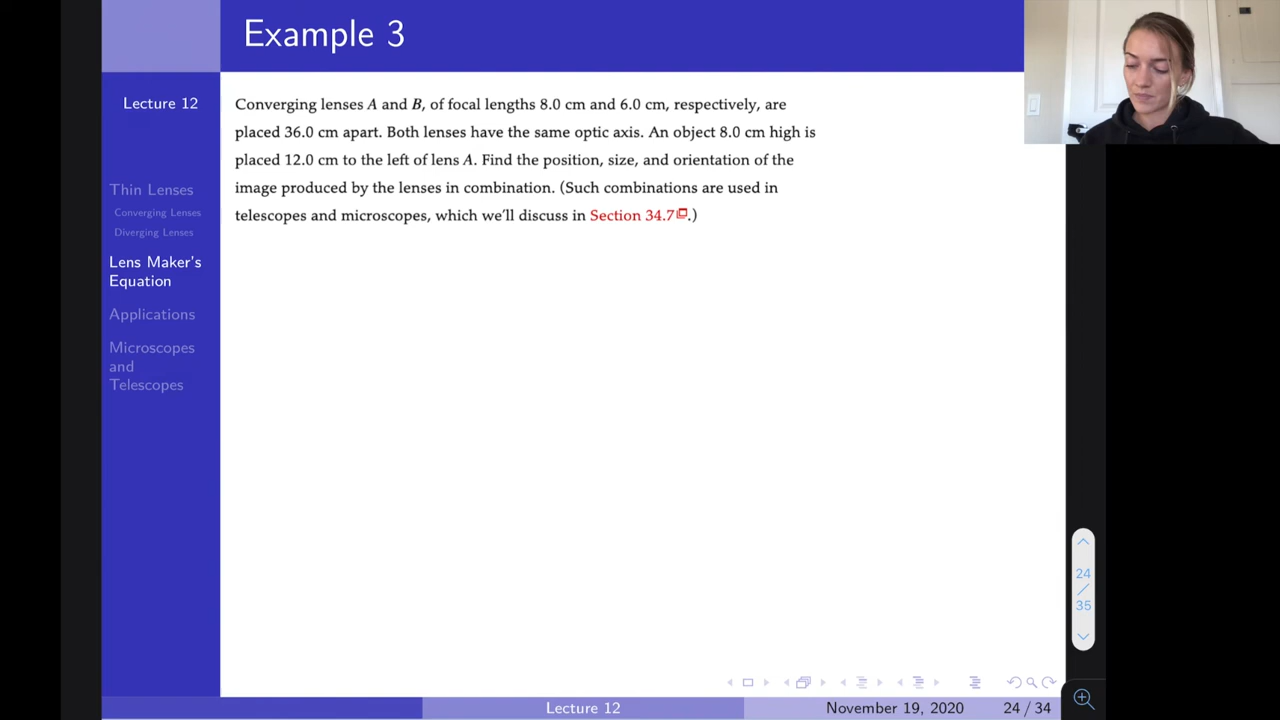 Example 3
Lecture 12
Thin Lenses
Converging Lenses
Diverging Lenses
Lens Maker's
Equation
Applications
Microscopes
and
Telescopes
Converging lenses A and B, of focal lengths 8.0 cm and 6.0 cm, respectively, are
placed 36.0 cm apart. Both lenses have the same optic axis. An object 8.0 cm high is
placed 12.0 cm to the left of lens A. Find the position, size, and orientation of the
image produced by the lenses in combination. (Such combinations are used in
telescopes and microscopes, which we'll discuss in Section 34.7.)
24
/
35
Lecture 12
November 19, 2020
24 / 34